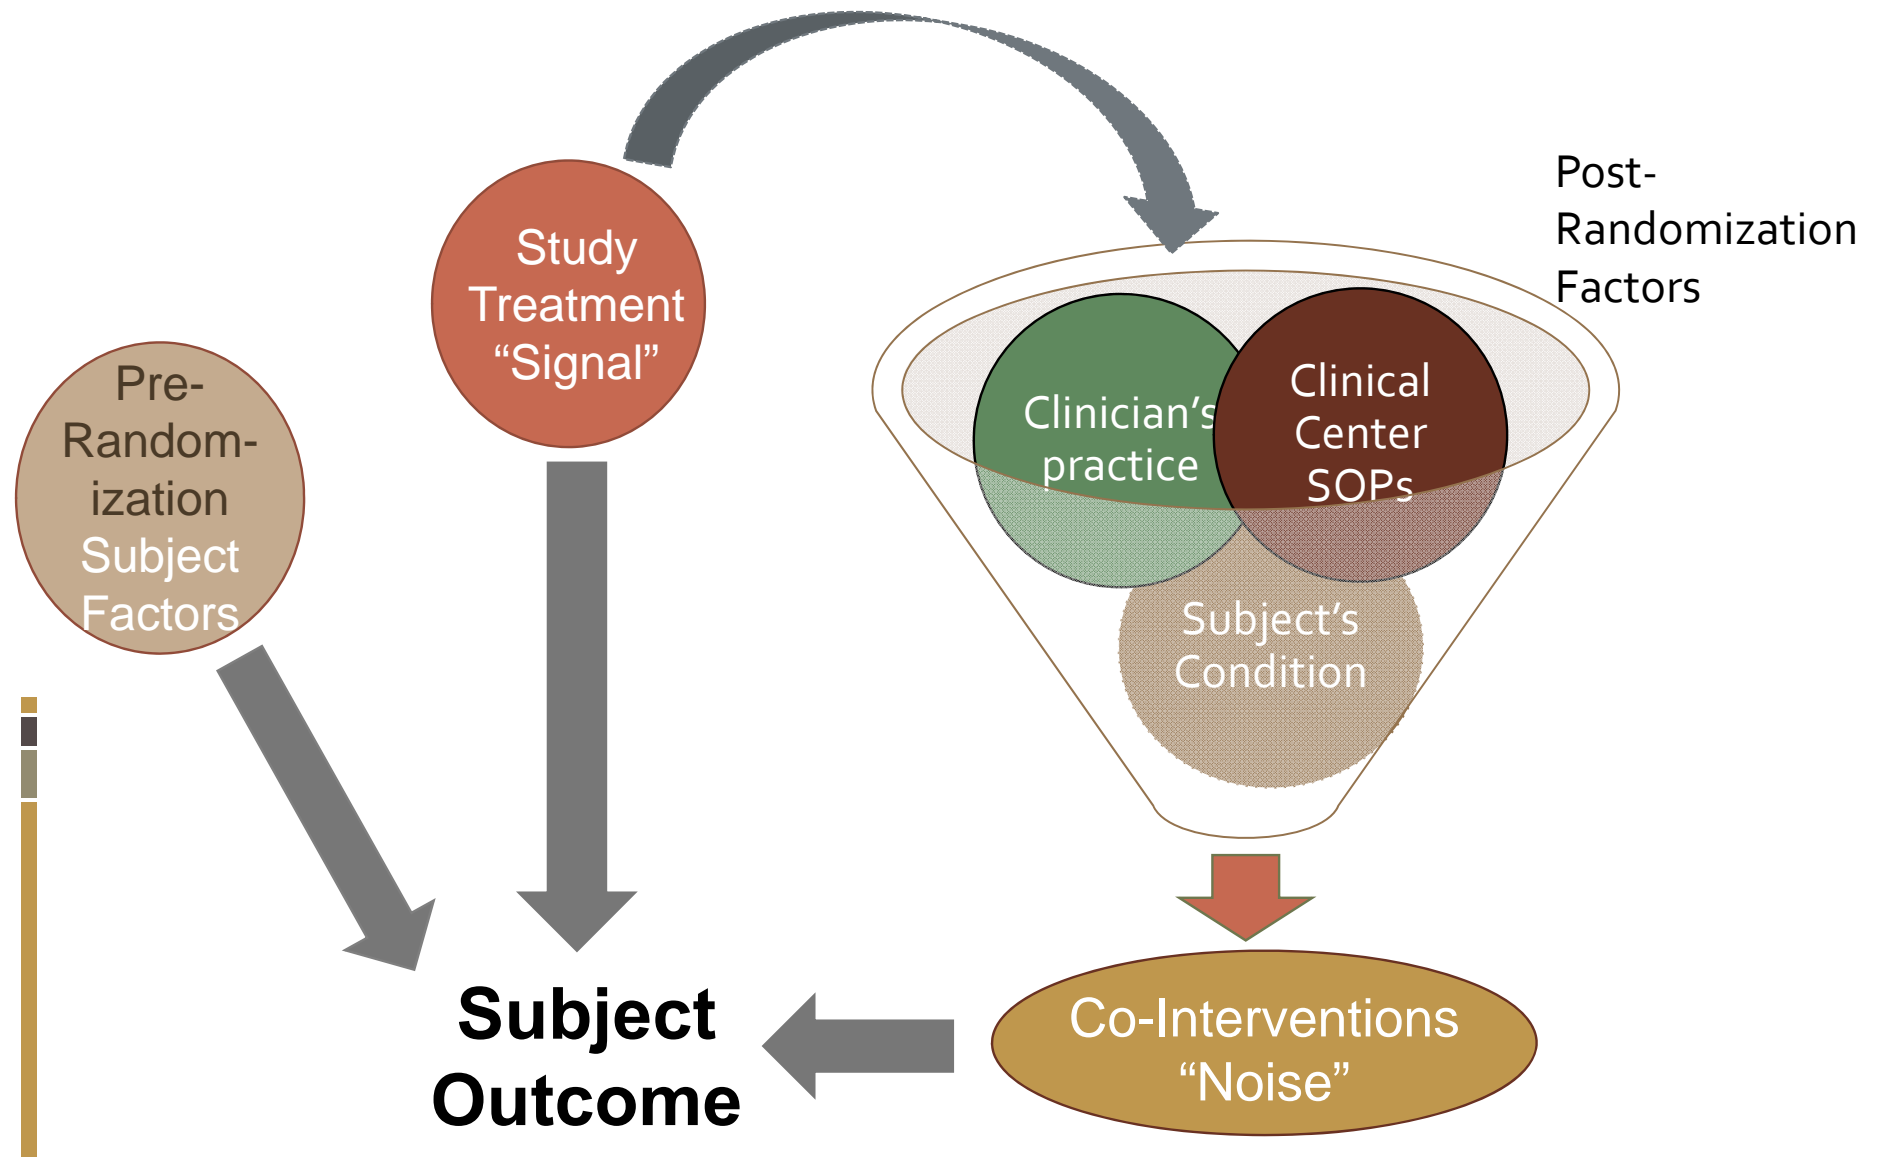 Study
Treatment
“Signal”
Post-
Randomization
Factors
Pre-
Random-
ization
Subject
Factors
Clinician’s
practice
Clinical
Center
SOPs
Subject’s
Condition
Subject
Outcome
Co-Interventions
“Noise”